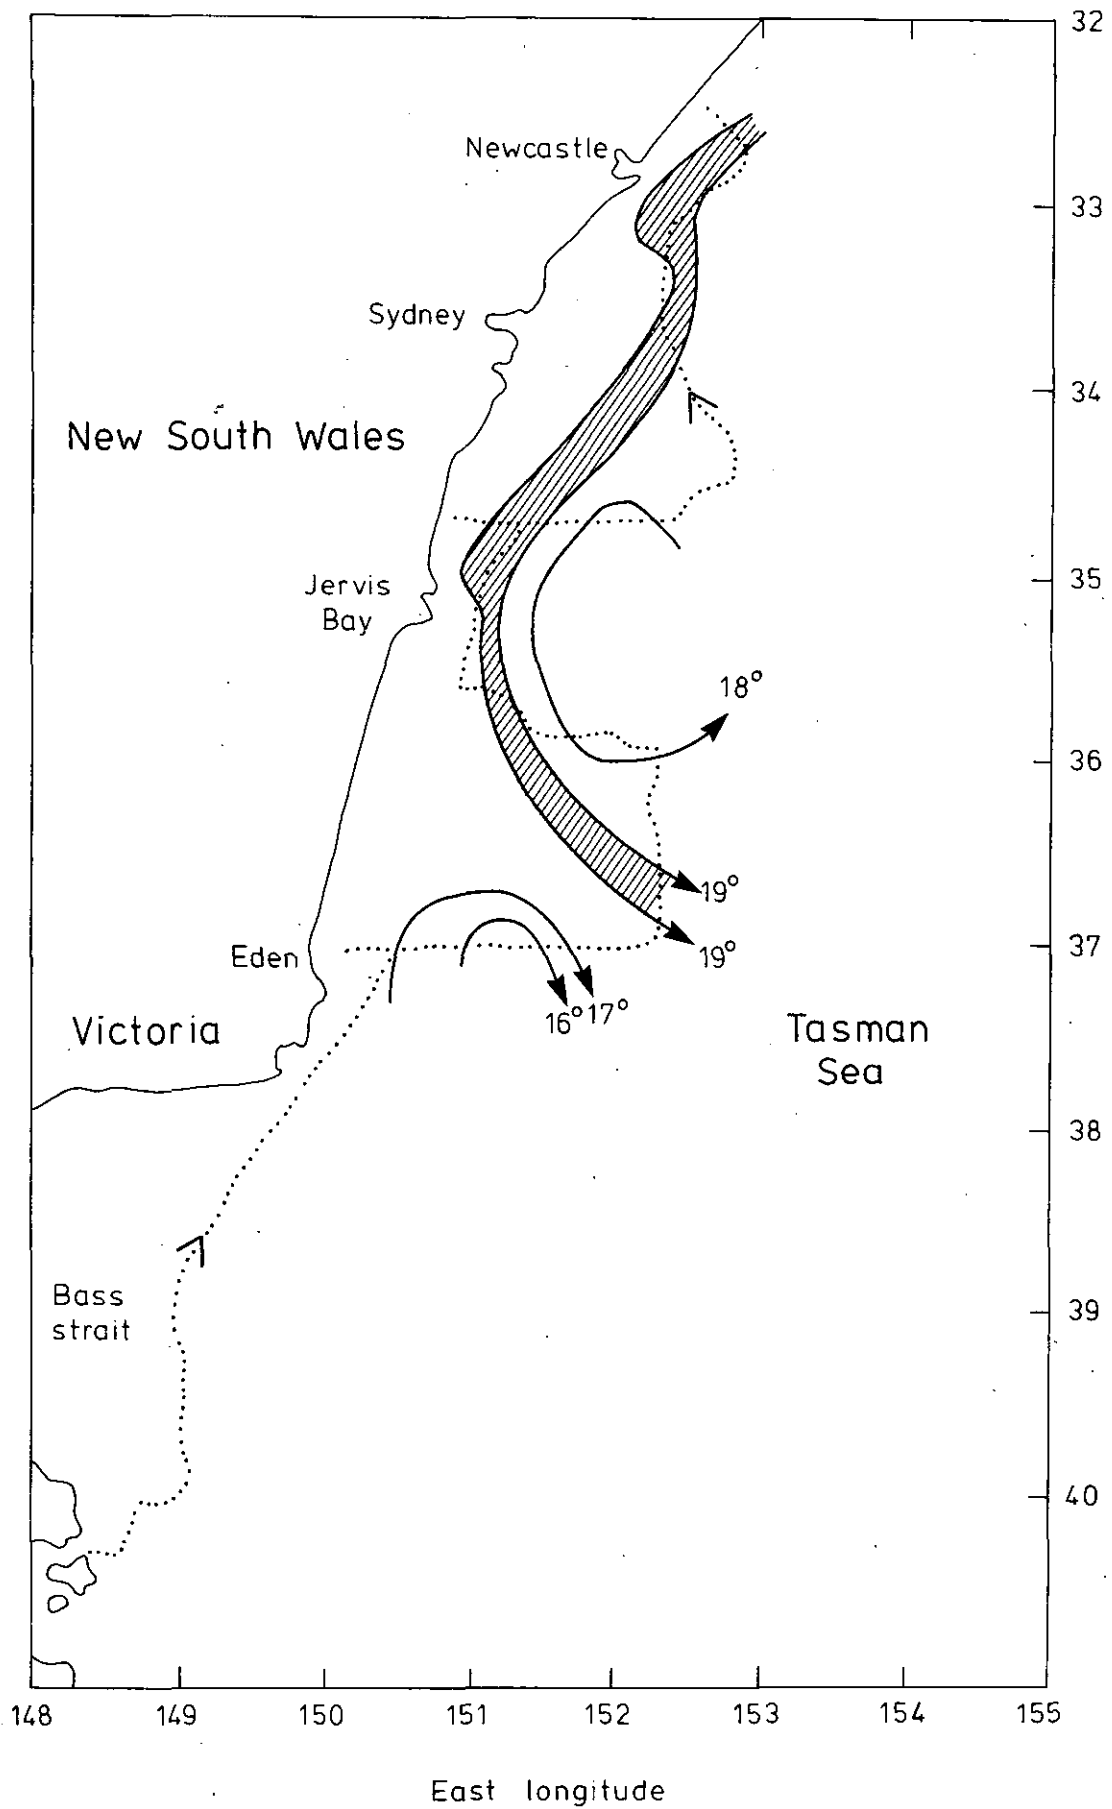 32
Newcastle
33
Sydney
34
New South Wales
35
Jervis
Bay
18°
36
19°
37
Eden
19°
16° 17°
Victoria
Tasman
Sea
38
Bass
strait
39
40
148 149 150 151 152 153 154 155
East longitude